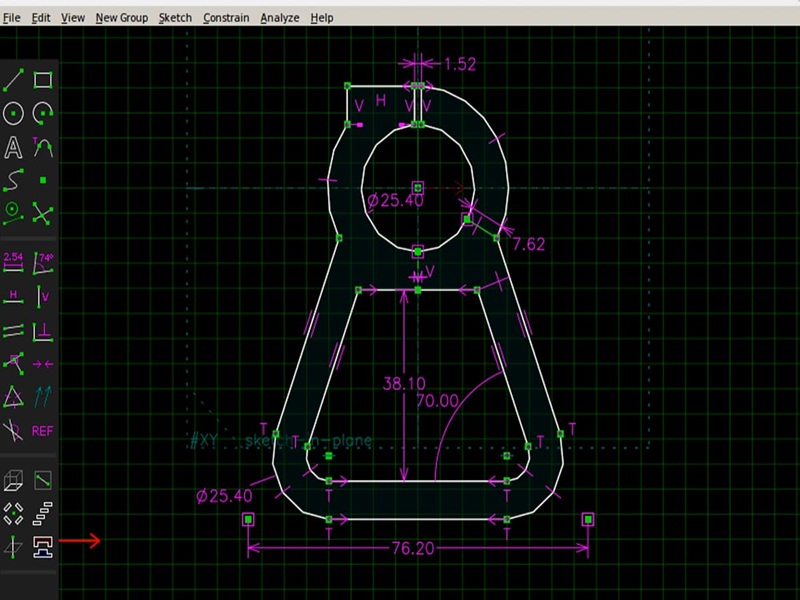 File Edit View New Group Sketch Constrain Analyze Help
1.52
V H V V
Ø25.40
7.62
M V
38.10
70.00
T T T T
#XY sketch-in-plane
Ø25.40
T T
T T
76.20
A T
2.54 74°
H V
REF